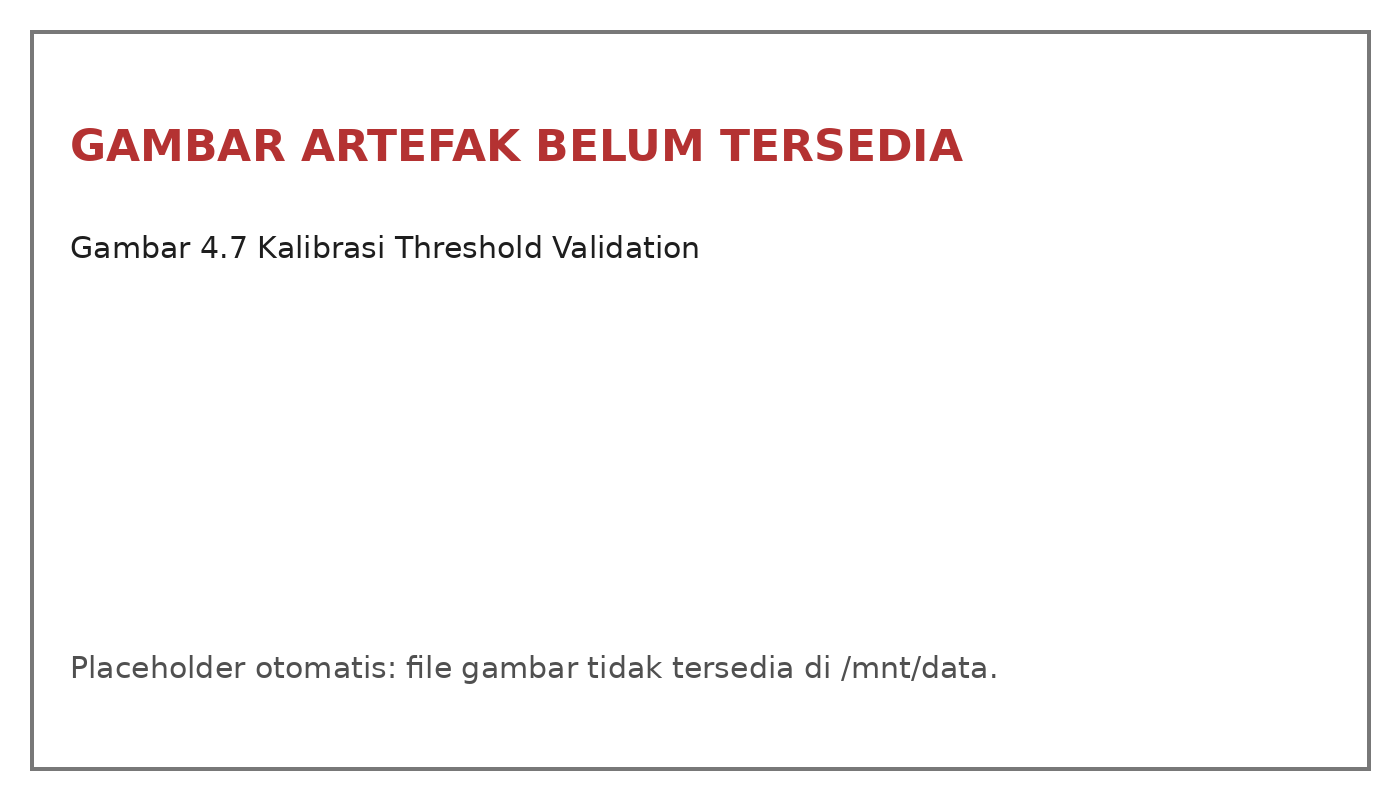 GAMBAR ARTEFAK BELUM TERSEDIA
Gambar 4.7 Kalibrasi Threshold Validation
Placeholder otomatis: file gambar tidak tersedia di /mnt/data.